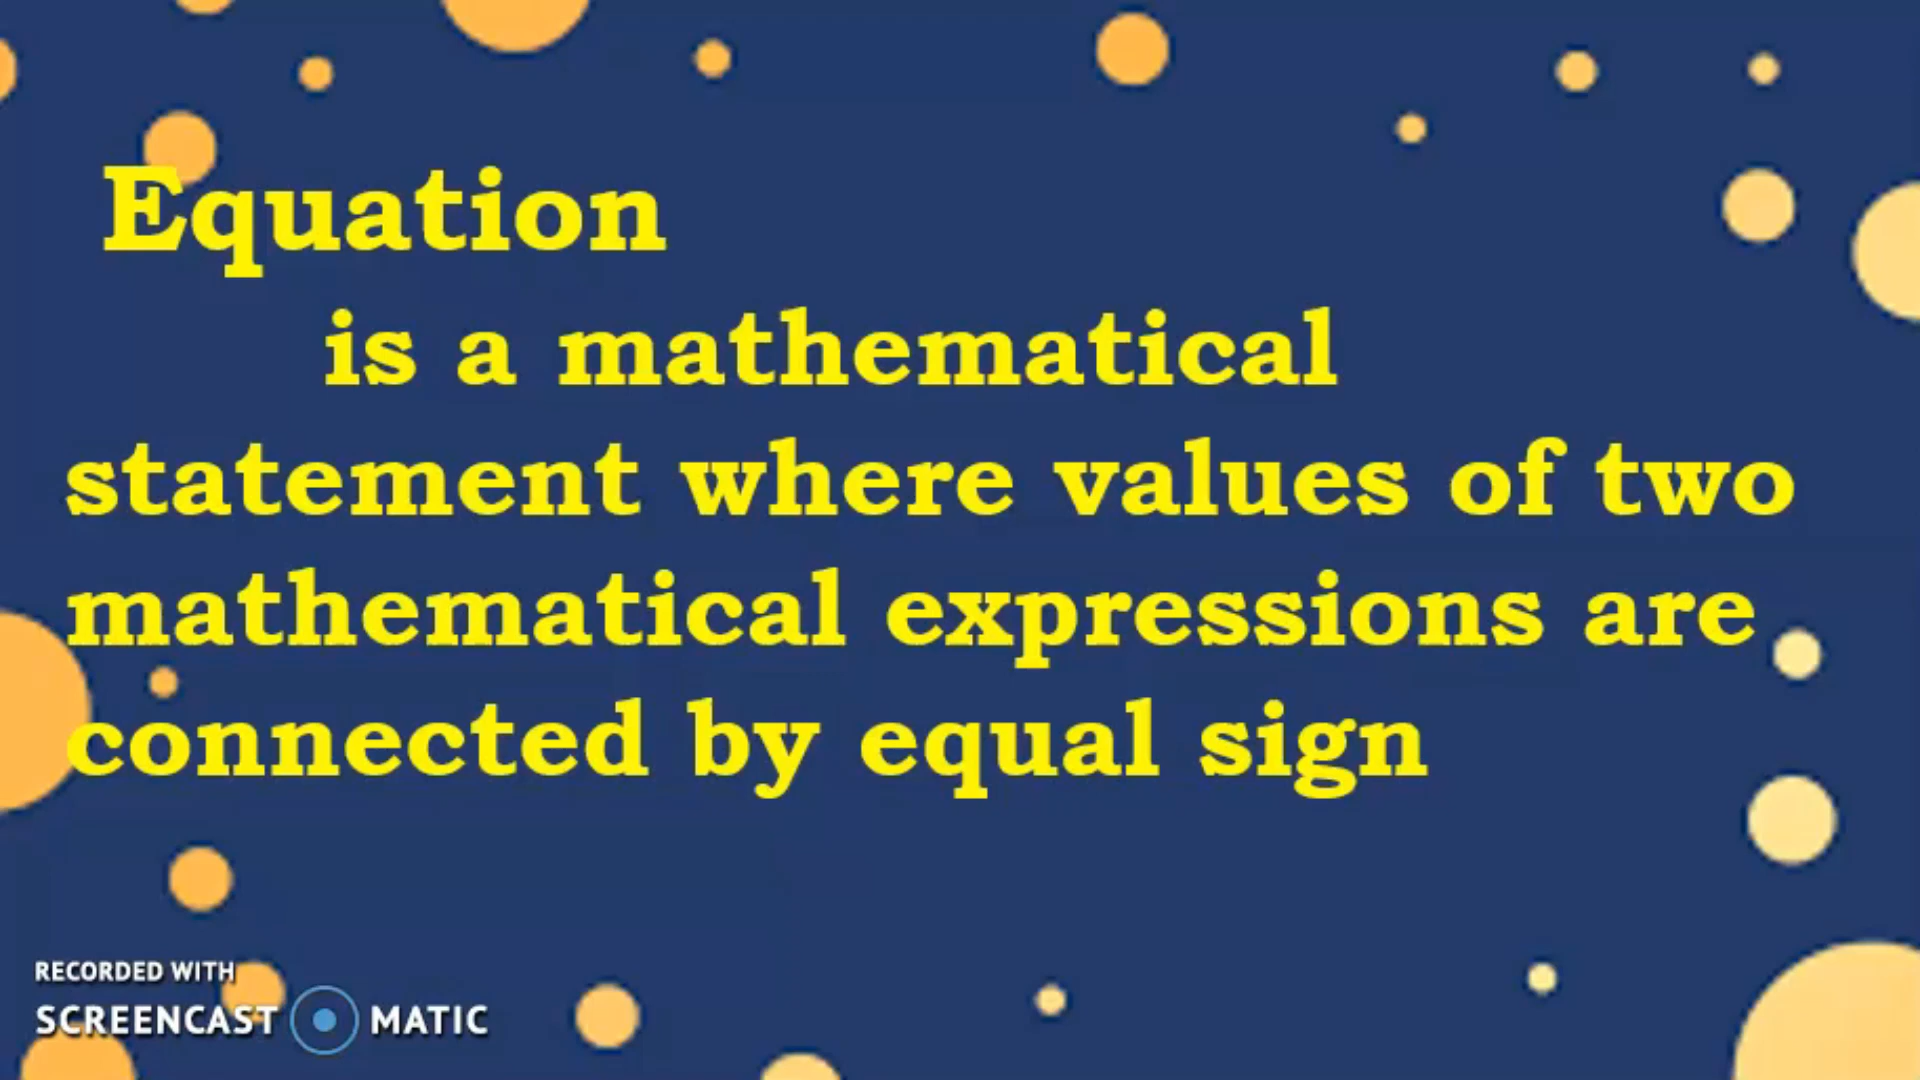 Equation
is a mathematical
statement where values of two
mathematical expressions are
connected by equal sign
RECORDED WITH
SCREENCAST MATIC